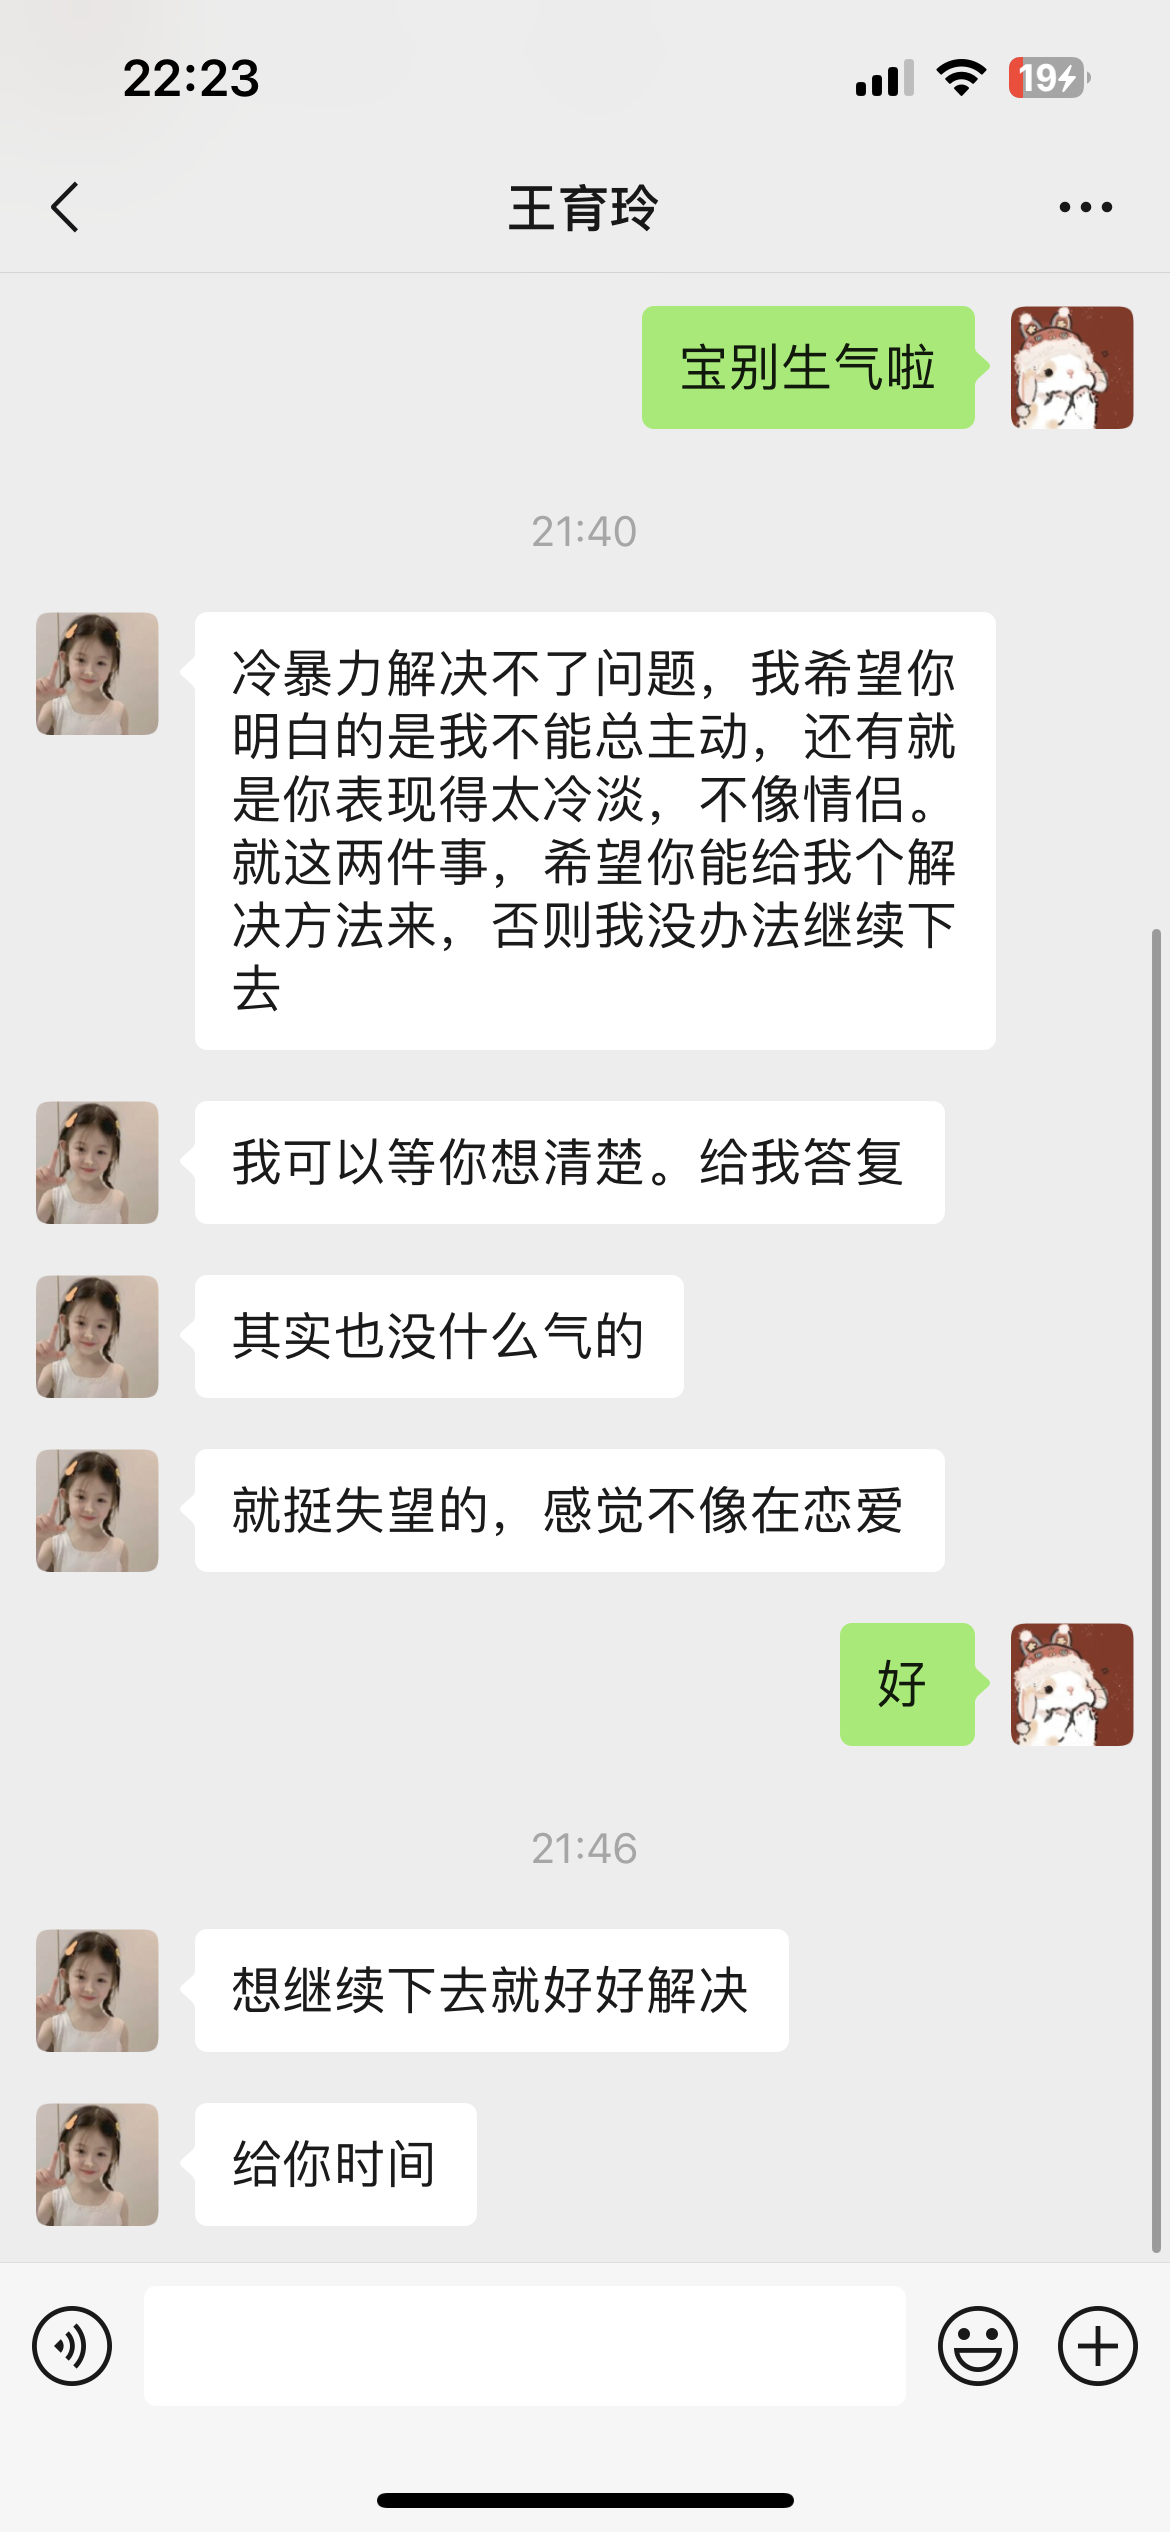 22:23
19
王育玲
宝别生气啦
21:40
冷暴力解决不了问题，我希望你
明白的是我不能总主动，还有就
是你表现得太冷淡，不像情侣。
就这两件事，希望你能给我个解
决方法来，否则我没办法继续下
去
我可以等你想清楚。给我答复
其实也没什么气的
就挺失望的，感觉不像在恋爱
好
21:46
想继续下去就好好解决
给你时间